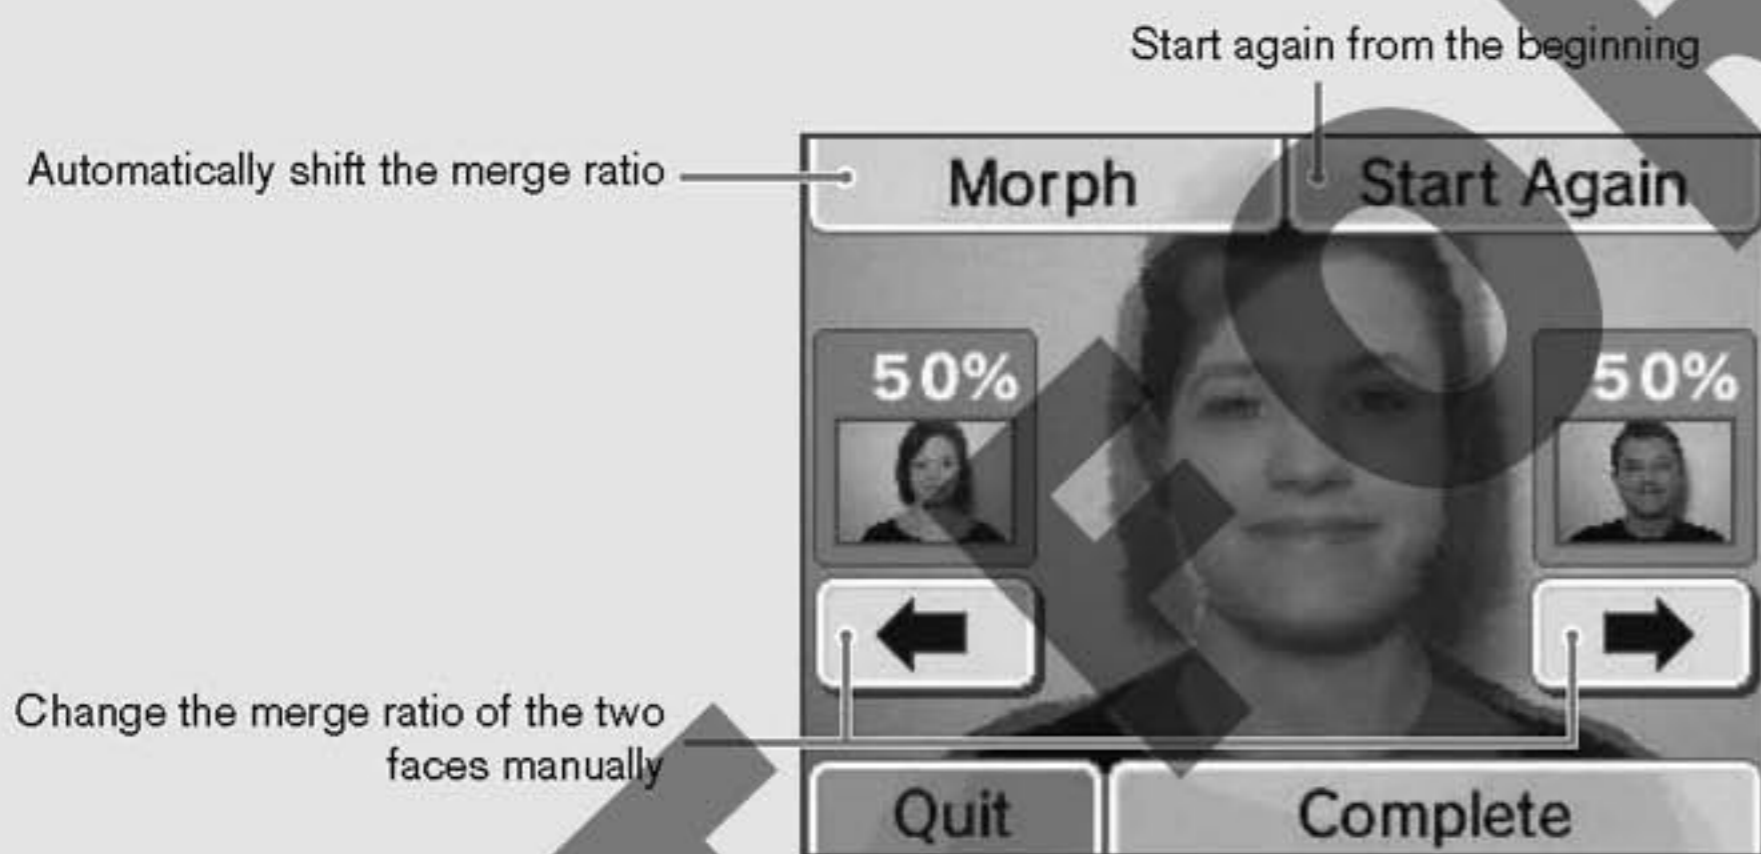 Start again from the beginning
Automatically shift the merge ratio
Morph
Start Again
50%
50%
Change the merge ratio of the two
faces manually
Quit
Complete